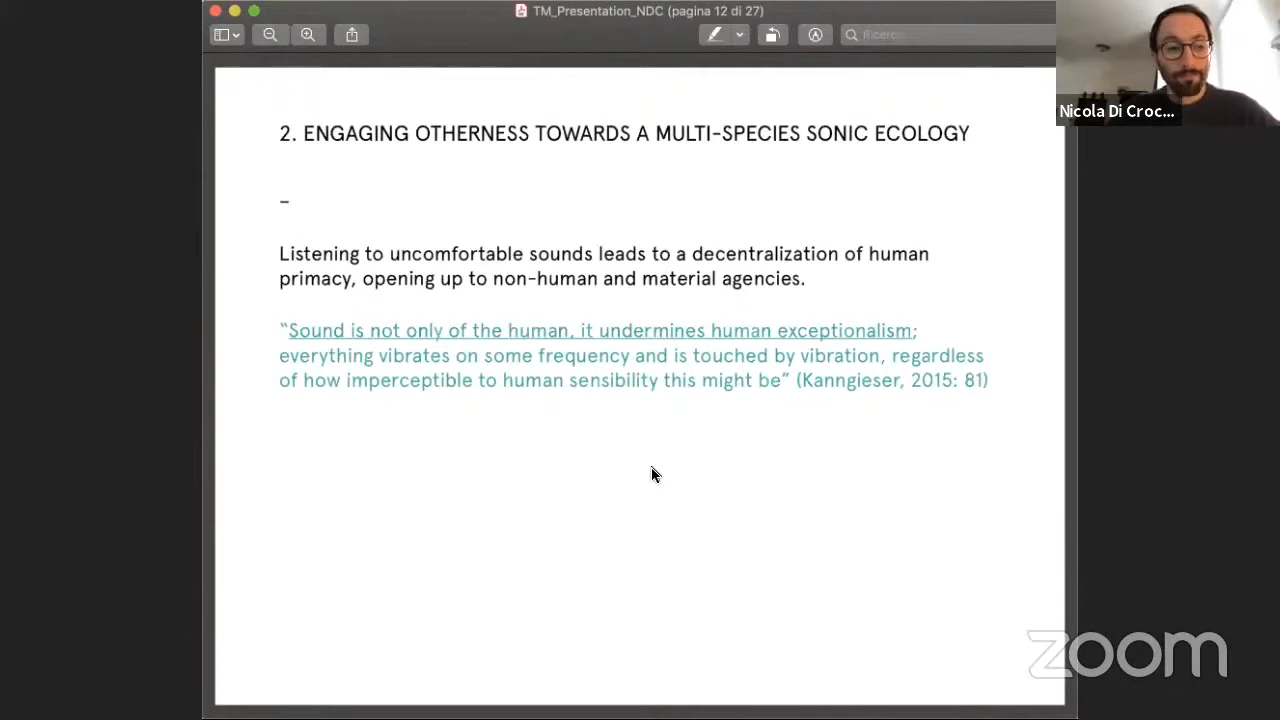 TM_Presentation_NDC (pagina 12 di 27)
Ricerca
Nicola Di Croc...
2. ENGAGING OTHERNESS TOWARDS A MULTI-SPECIES SONIC ECOLOGY
–
Listening to uncomfortable sounds leads to a decentralization of human
primacy, opening up to non-human and material agencies.
“Sound is not only of the human, it undermines human exceptionalism;
everything vibrates on some frequency and is touched by vibration, regardless
of how imperceptible to human sensibility this might be” (Kanngieser, 2015: 81)
zoom